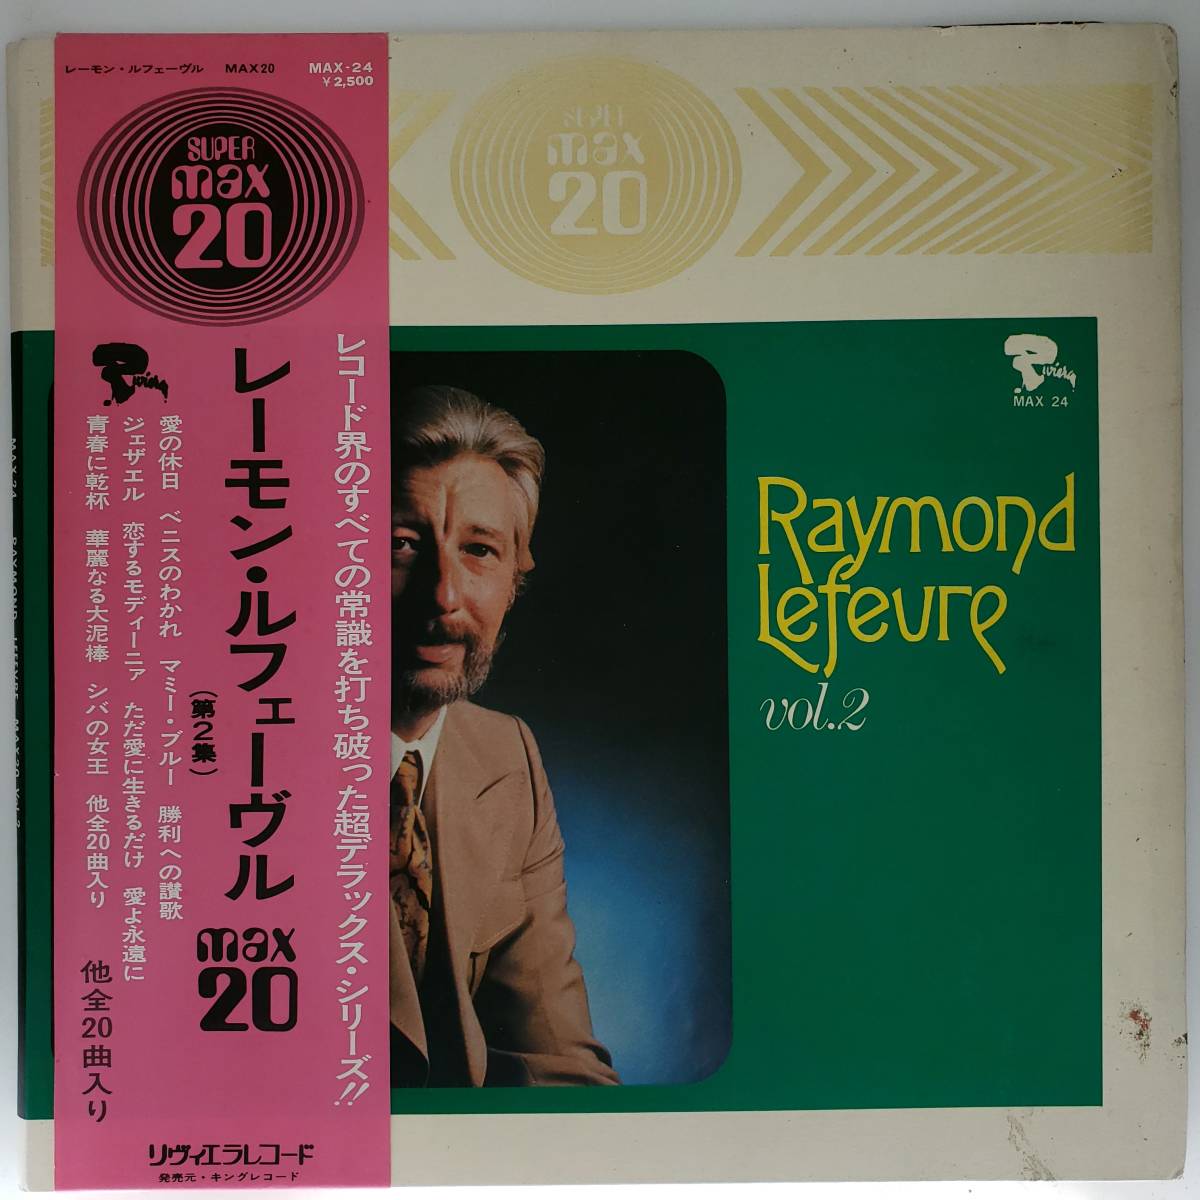 レーモン・ルフェーヴル MAX20 MAX-24
¥2,500
SUPER
max
20
Riviera
レコード界のすべての常識を打ち破った超デラックス・シリーズ!!
レーモン・ルフェーヴル
(第2集)
max
20
愛の休日 ベニスのわかれ マミー・ブルー 勝利への讃歌
ジェザエル 恋するモディーニァ ただ愛に生きるだけ 愛よ永遠に
青春に乾杯 華麗なる大泥棒 シバの女王 他全20曲入り
他全20曲入り
リヴィエラレコード
発売元・キングレコード
SUPER
max
20
Riviera
MAX 24
Raymond
Lefevre
vol.2
MAX-24 RAYMOND LEFEVRE MAX20 Vol.2